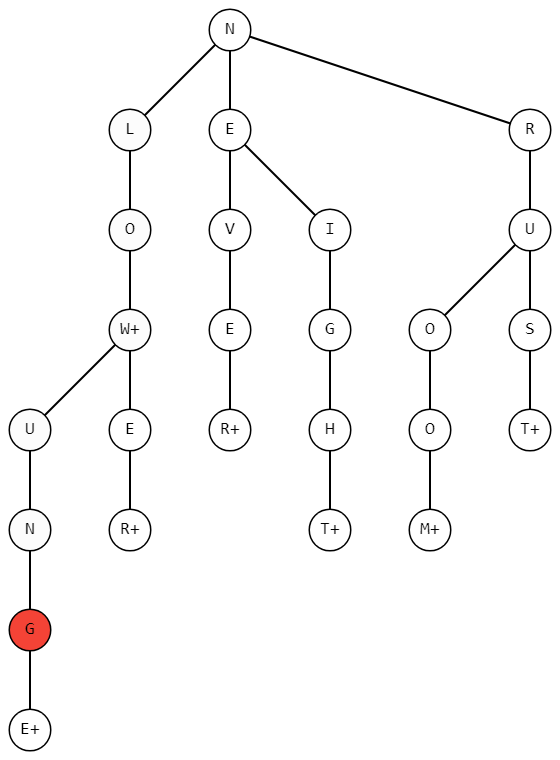 N
L E R
O V I U
W+ E G O S
U E R+ H O T+
N R+ T+ M+
G
E+